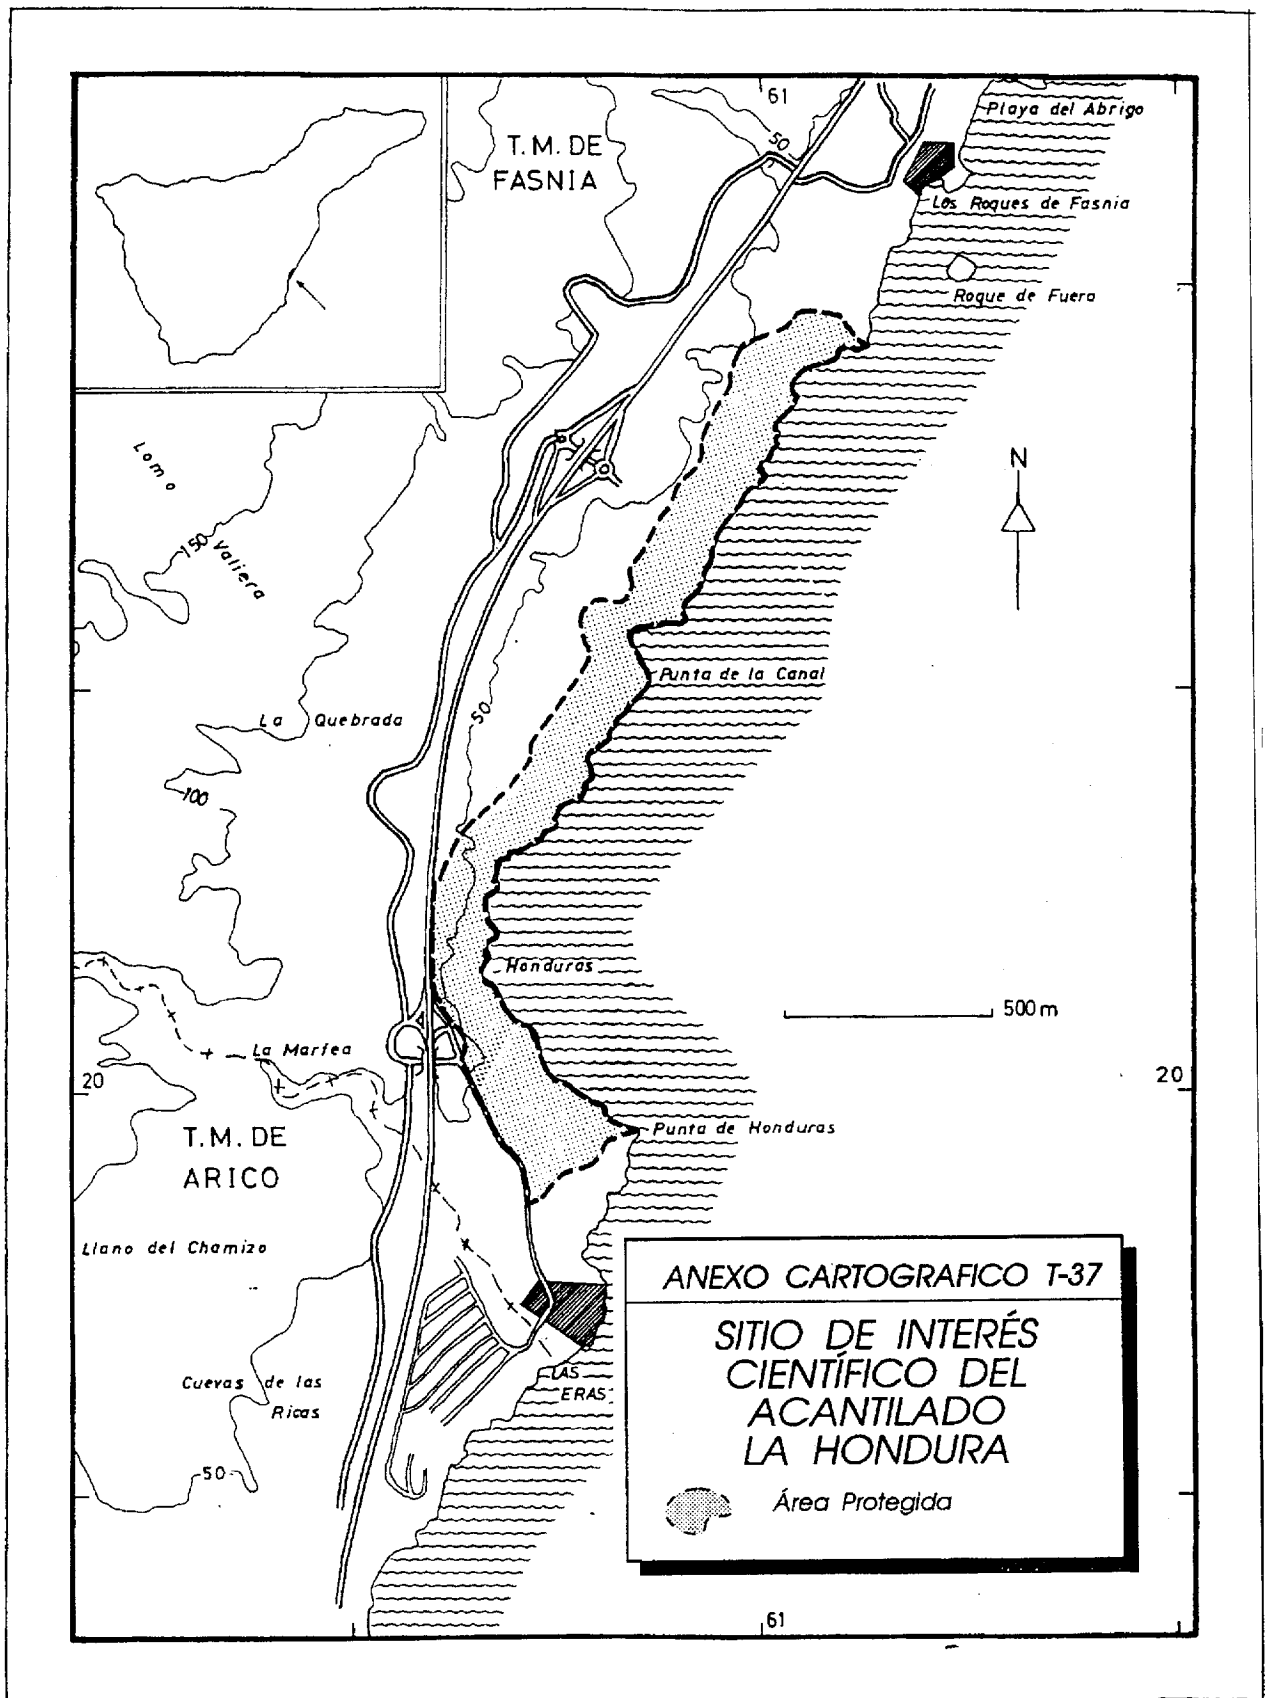 61
Playa del Abrigo
50
T.M. DE
FASNIA
Los Roques de Fasnia
Roque de Fuera
Lomo
Valiera
150
N
Punta de la Canal
50
La Quebrada
100
Honduras
500m
La Marfea
20
20
Punta de Honduras
T.M. DE
ARICO
Llano del Chamizo
ANEXO CARTOGRAFICO T-37
SITIO DE INTERÉS
CIENTÍFICO DEL
ACANTILADO
LA HONDURA
Área Protegida
LAS
ERAS
Cuevas de las
Ricas
50
61